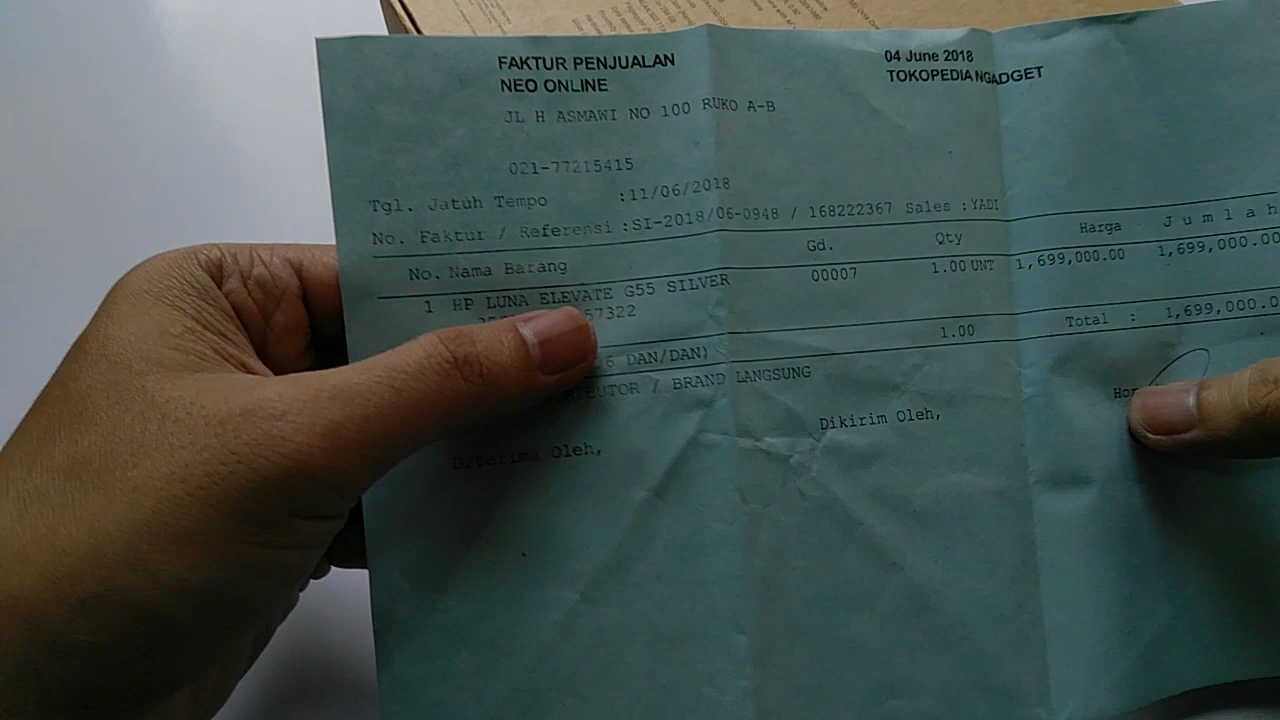 FAKTUR PENJUALAN
NEO ONLINE
04 June 2018
TOKOPEDIA NGADGET
JL H ASMAWI NO 100 RUKO A-B
021-77215415
Tgl. Jatuh Tempo :11/06/2018
No. Faktur / Referensi :SI-2018/06-0948 / 168222367 Sales :YADI
No. Nama Barang Gd. Qty Harga Jumlah
1 HP LUNA ELEVATE G55 SILVER 00007 1.00 UNT 1,699,000.00 1,699,000.00
57322
1.00 Total : 1,699,000.0
6 DAN/DAN)
/ BRAND LANGSUNG
Diterima Oleh, Dikirim Oleh,